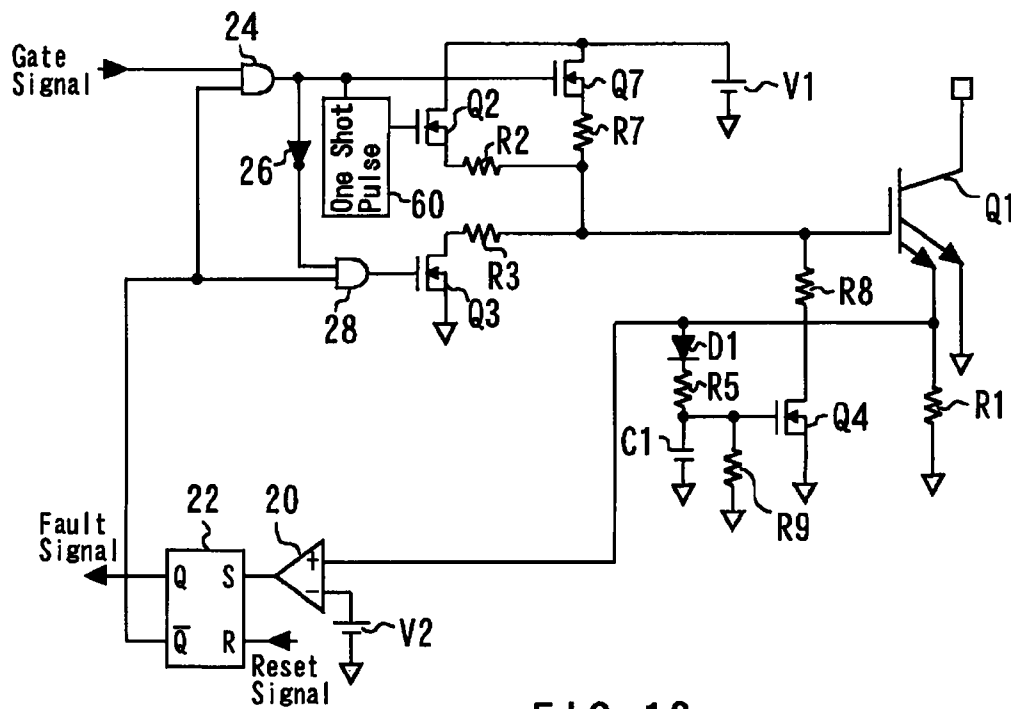 24
Gate
Signal
Q7
V1
Q2
R7
R2
26
One Shot
Pulse
60
Q1
R3
Q3
28
R8
D1
R5
Q4
R1
C1
R9
22
20
Fault
Signal
Q
S
+
−
Q̅
R
V2
Reset
Signal